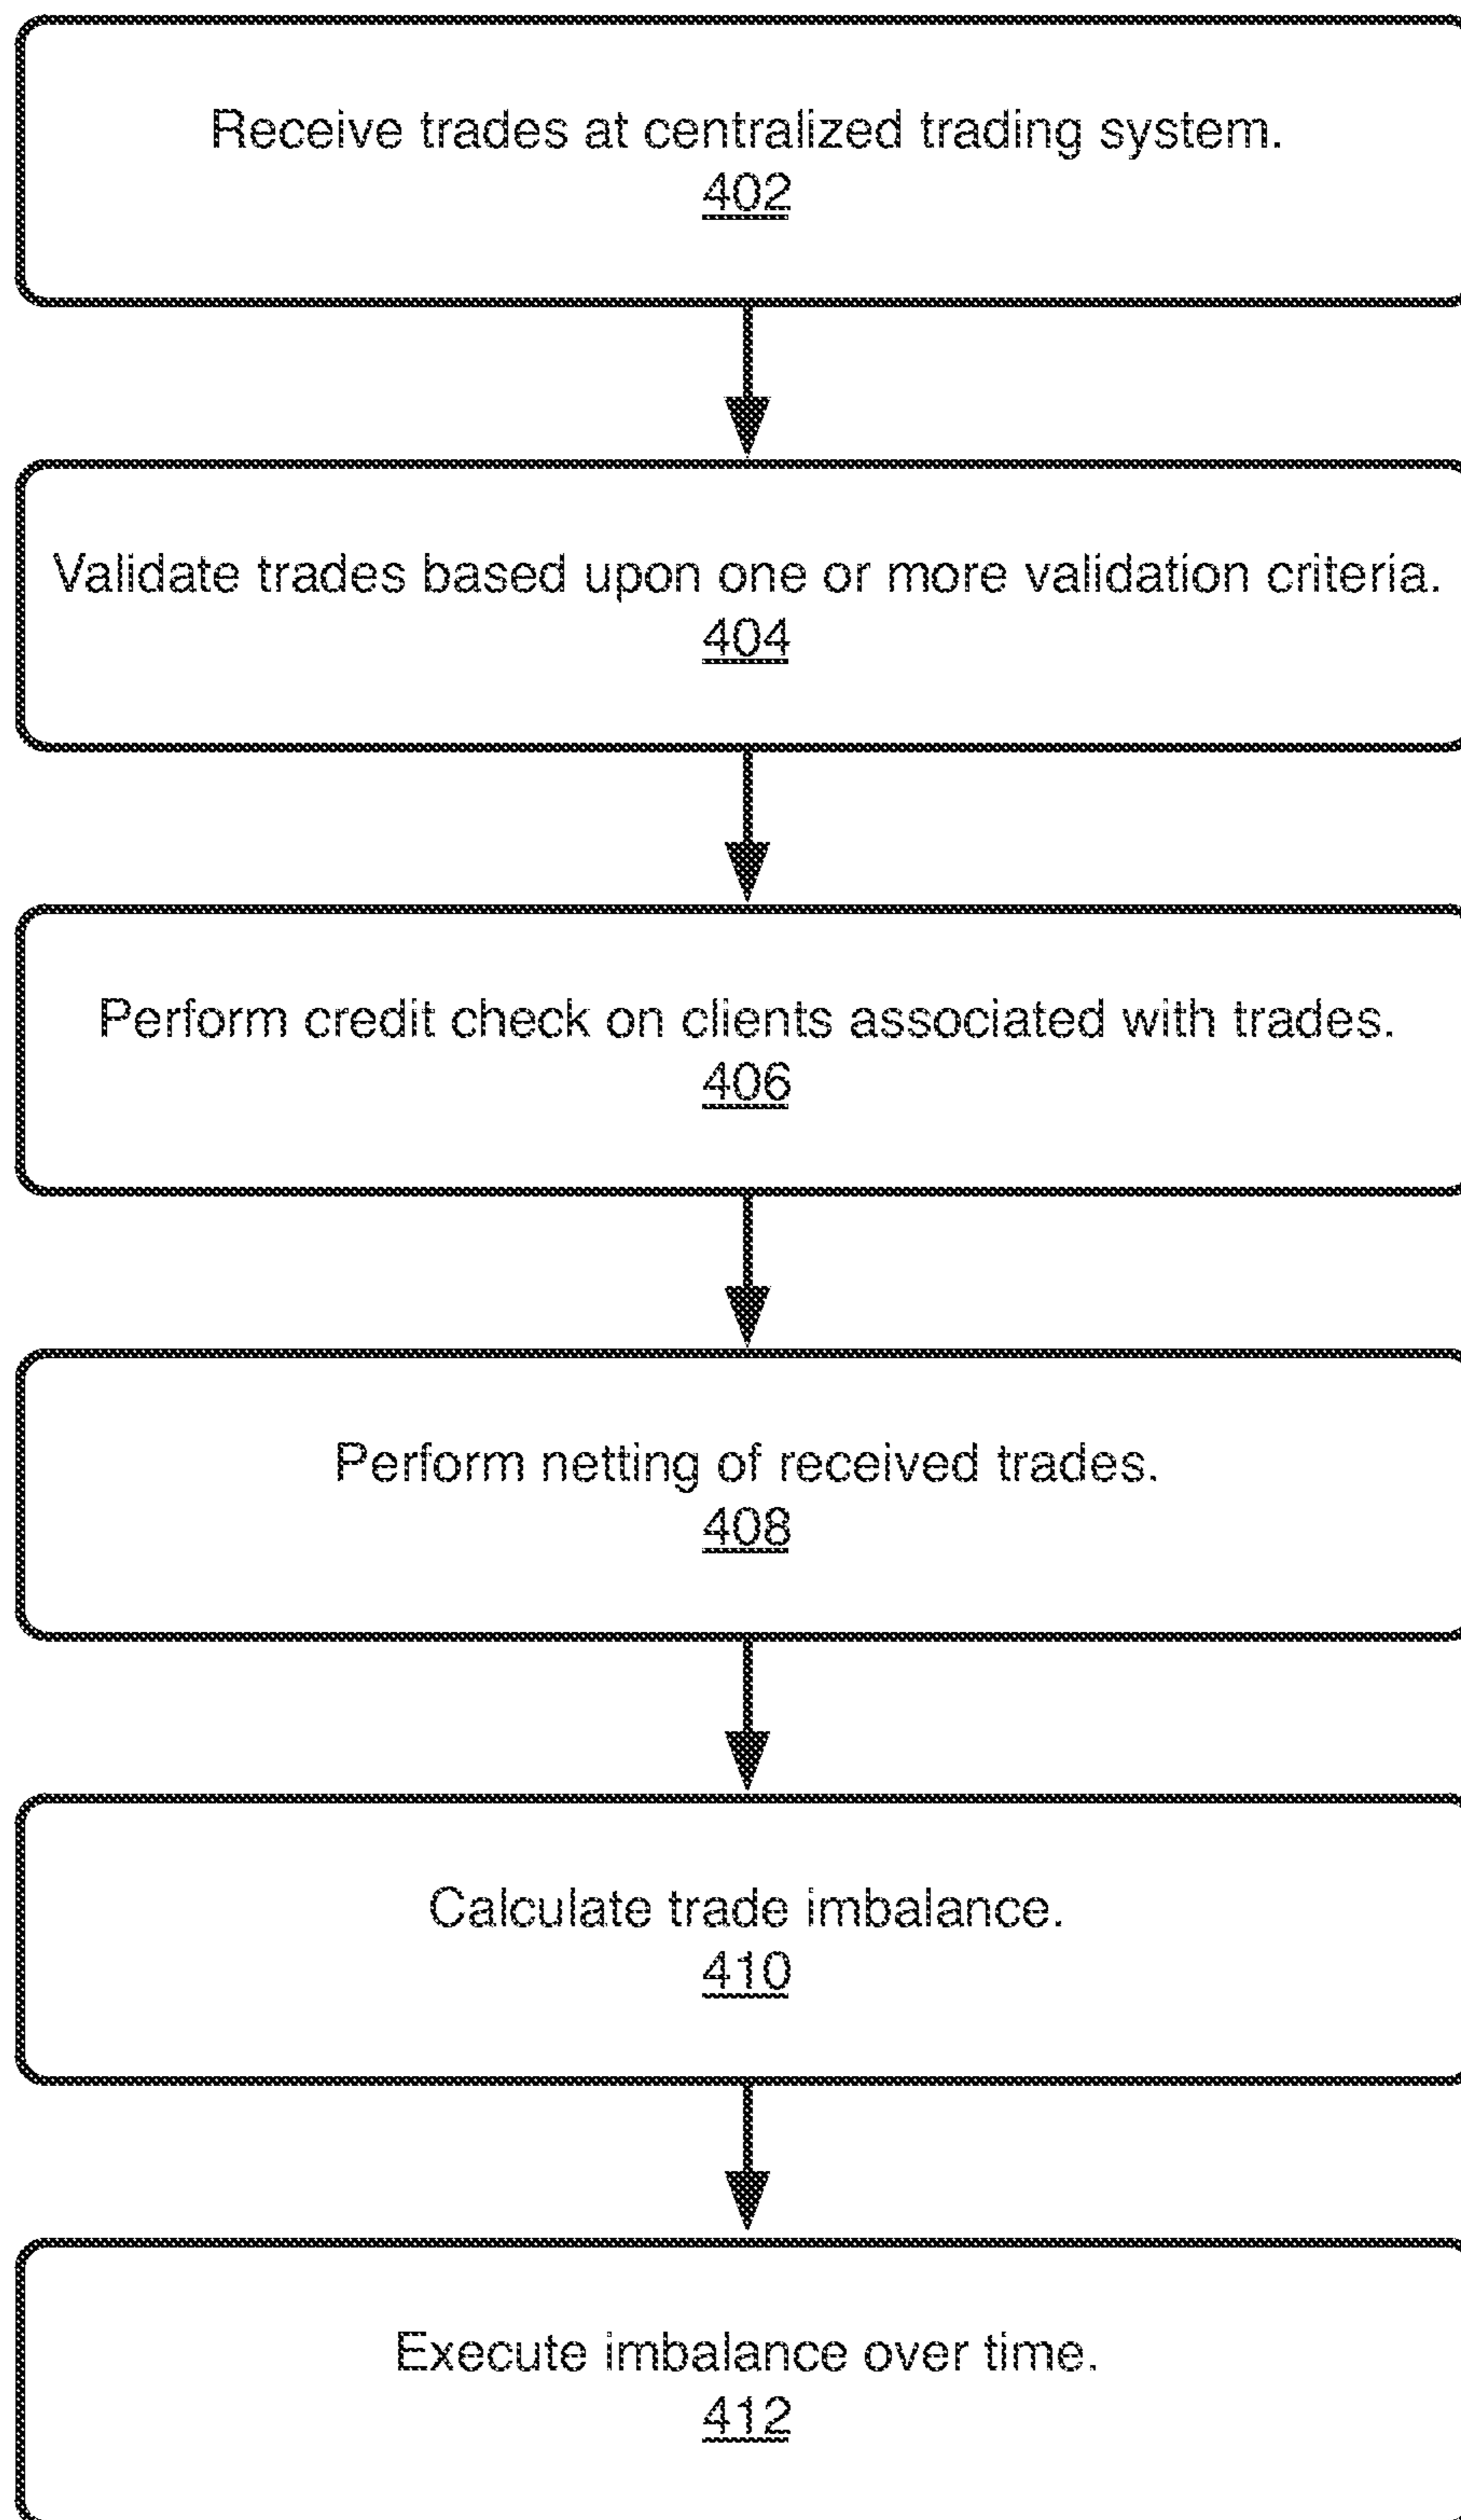 Receive trades at centralized trading system.
402
Validate trades based upon one or more validation criteria.
404
Perform credit check on clients associated with trades.
406
Perform netting of received trades.
408
Calculate trade imbalance.
410
Execute imbalance over time.
412